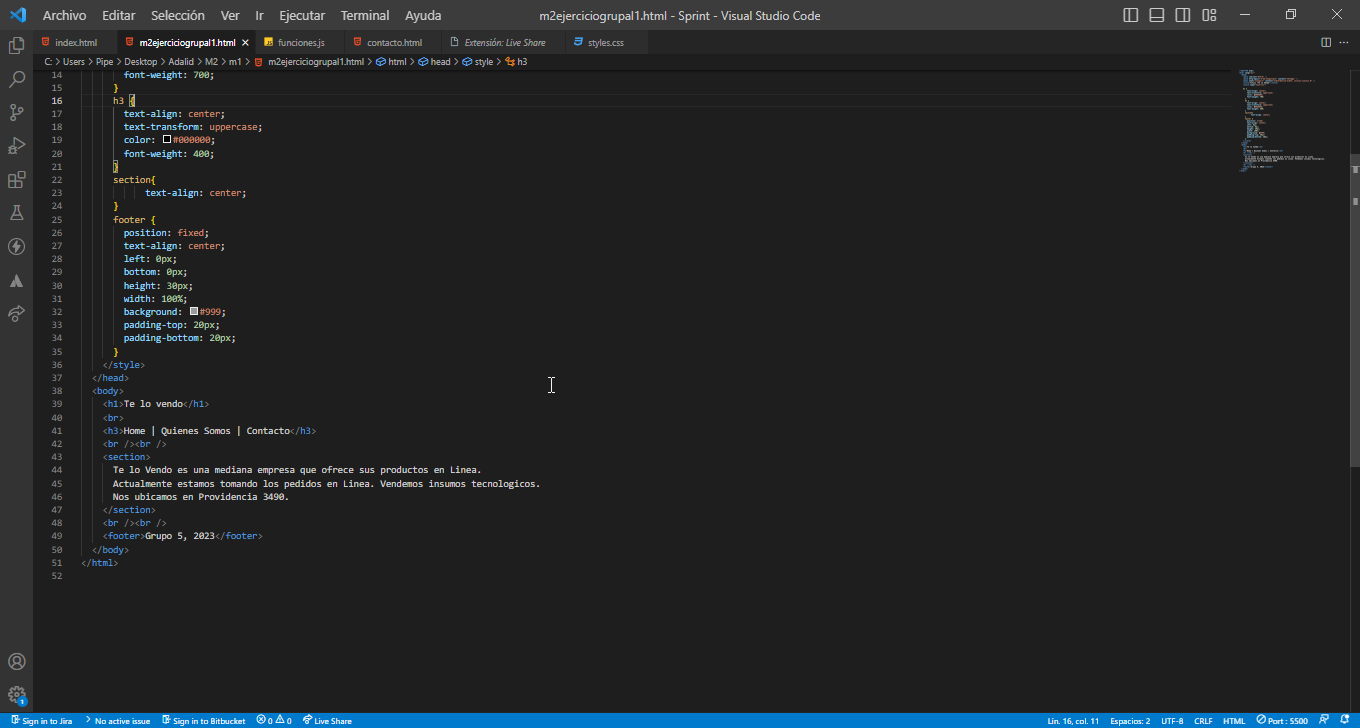 Archivo Editar Selección Ver Ir Ejecutar Terminal Ayuda m2ejerciciogrupal1.html - Sprint - Visual Studio Code
index.html m2ejerciciogrupal1.html funciones.js contacto.html Extensión: Live Share styles.css
C: > Users > Pipe > Desktop > Adalid > M2 > m1 > m2ejerciciogrupal1.html > html > head > style > h3
14 font-weight: 700;
15 }
16 h3 {
17 text-align: center;
18 text-transform: uppercase;
19 color: #000000;
20 font-weight: 400;
21 }
22 section{
23 text-align: center;
24 }
25 footer {
26 position: fixed;
27 text-align: center;
28 left: 0px;
29 bottom: 0px;
30 height: 30px;
31 width: 100%;
32 background: #999;
33 padding-top: 20px;
34 padding-bottom: 20px;
35 }
36 </style>
37 </head>
38 <body>
39 <h1>Te lo vendo</h1>
40 <br>
41 <h3>Home | Quienes Somos | Contacto</h3>
42 <br /><br />
43 <section>
44 Te lo Vendo es una mediana empresa que ofrece sus productos en Linea.
45 Actualmente estamos tomando los pedidos en Linea. Vendemos insumos tecnologicos.
46 Nos ubicamos en Providencia 3490.
47 </section>
48 <br /><br />
49 <footer>Grupo 5, 2023</footer>
50 </body>
51 </html>
52
1
Sign in to Jira No active issue Sign in to Bitbucket 0 0 Live Share Lín. 16, col. 11 Espacios: 2 UTF-8 CRLF HTML Port : 5500